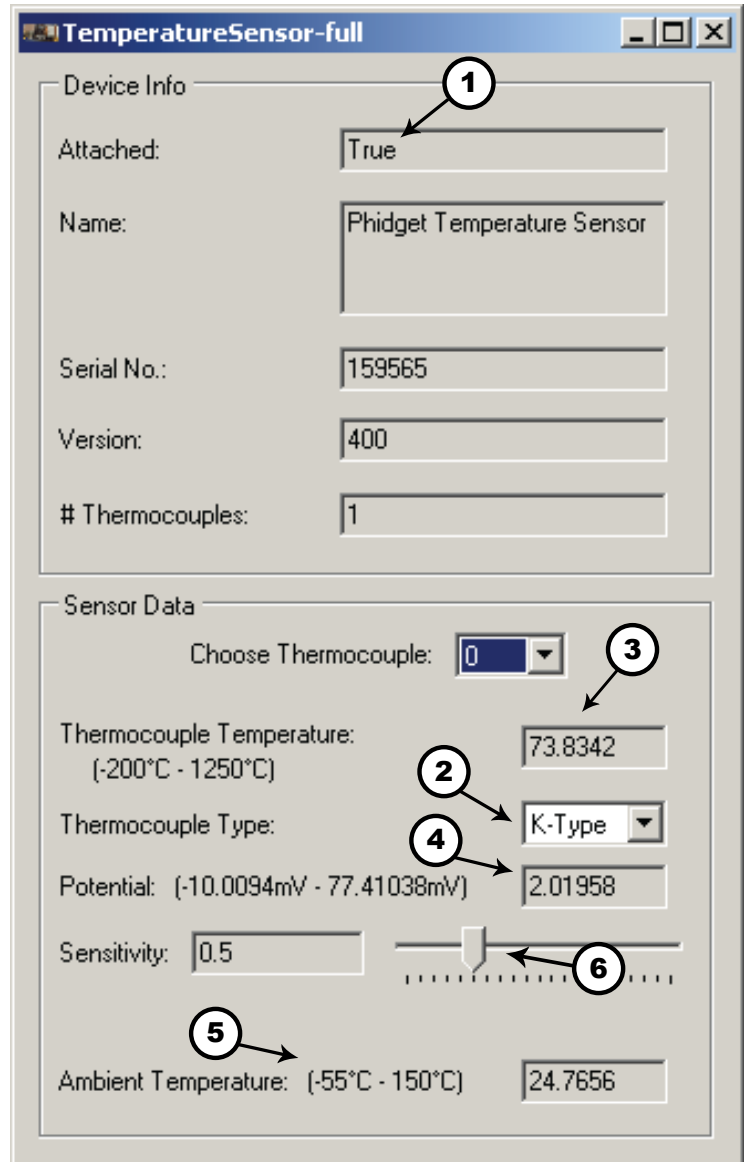 TemperatureSensor-full
Device Info
1
Attached: True
Name: Phidget Temperature Sensor
Serial No.: 159565
Version: 400
# Thermocouples: 1
Sensor Data
Choose Thermocouple: 0
3
Thermocouple Temperature: 73.8342
(-200°C - 1250°C)
2
Thermocouple Type: K-Type
4
Potential: (-10.0094mV - 77.41038mV) 2.01958
Sensitivity: 0.5
6
5
Ambient Temperature: (-55°C - 150°C) 24.7656